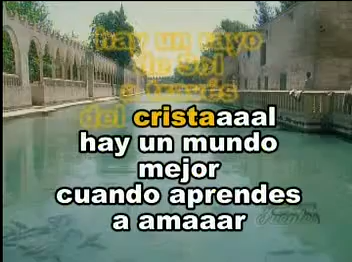 hay un rayo
de Sol
a través
del cristaaaal
hay un mundo
mejor
cuando aprendes
a amaaar